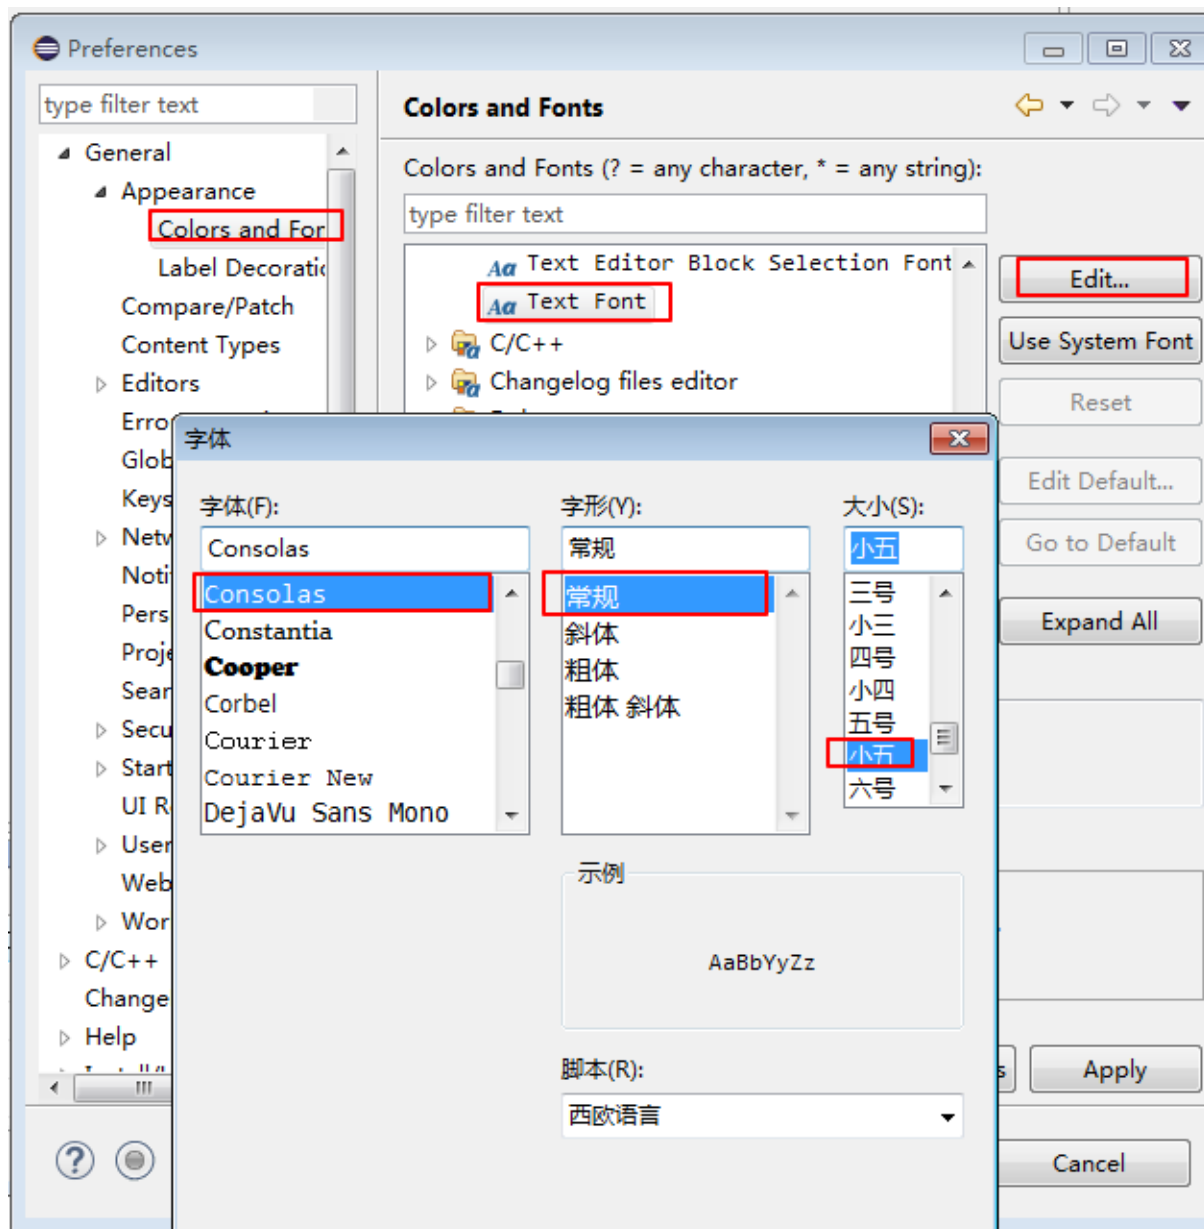 Preferences
type filter text
General
Appearance
Colors and For
Label Decoratic
Compare/Patch
Content Types
Editors
Erro
Glob
Keys
Netw
Noti
Pers
Proje
Sear
Secu
Start
UI R
User
Web
Wor
C/C++
Change
Help
Colors and Fonts
Colors and Fonts (? = any character, * = any string):
type filter text
Aa Text Editor Block Selection Font
Aa Text Font
C/C++
Changelog files editor
Edit...
Use System Font
Reset
Edit Default...
Go to Default
Expand All
字体
字体(F):
Consolas
Consolas
Constantia
Cooper
Corbel
Courier
Courier New
DejaVu Sans Mono
字形(Y):
常规
常规
斜体
粗体
粗体 斜体
大小(S):
小五
三号
小三
四号
小四
五号
小五
六号
示例
AaBbYyZz
脚本(R):
西欧语言
s
Apply
Cancel